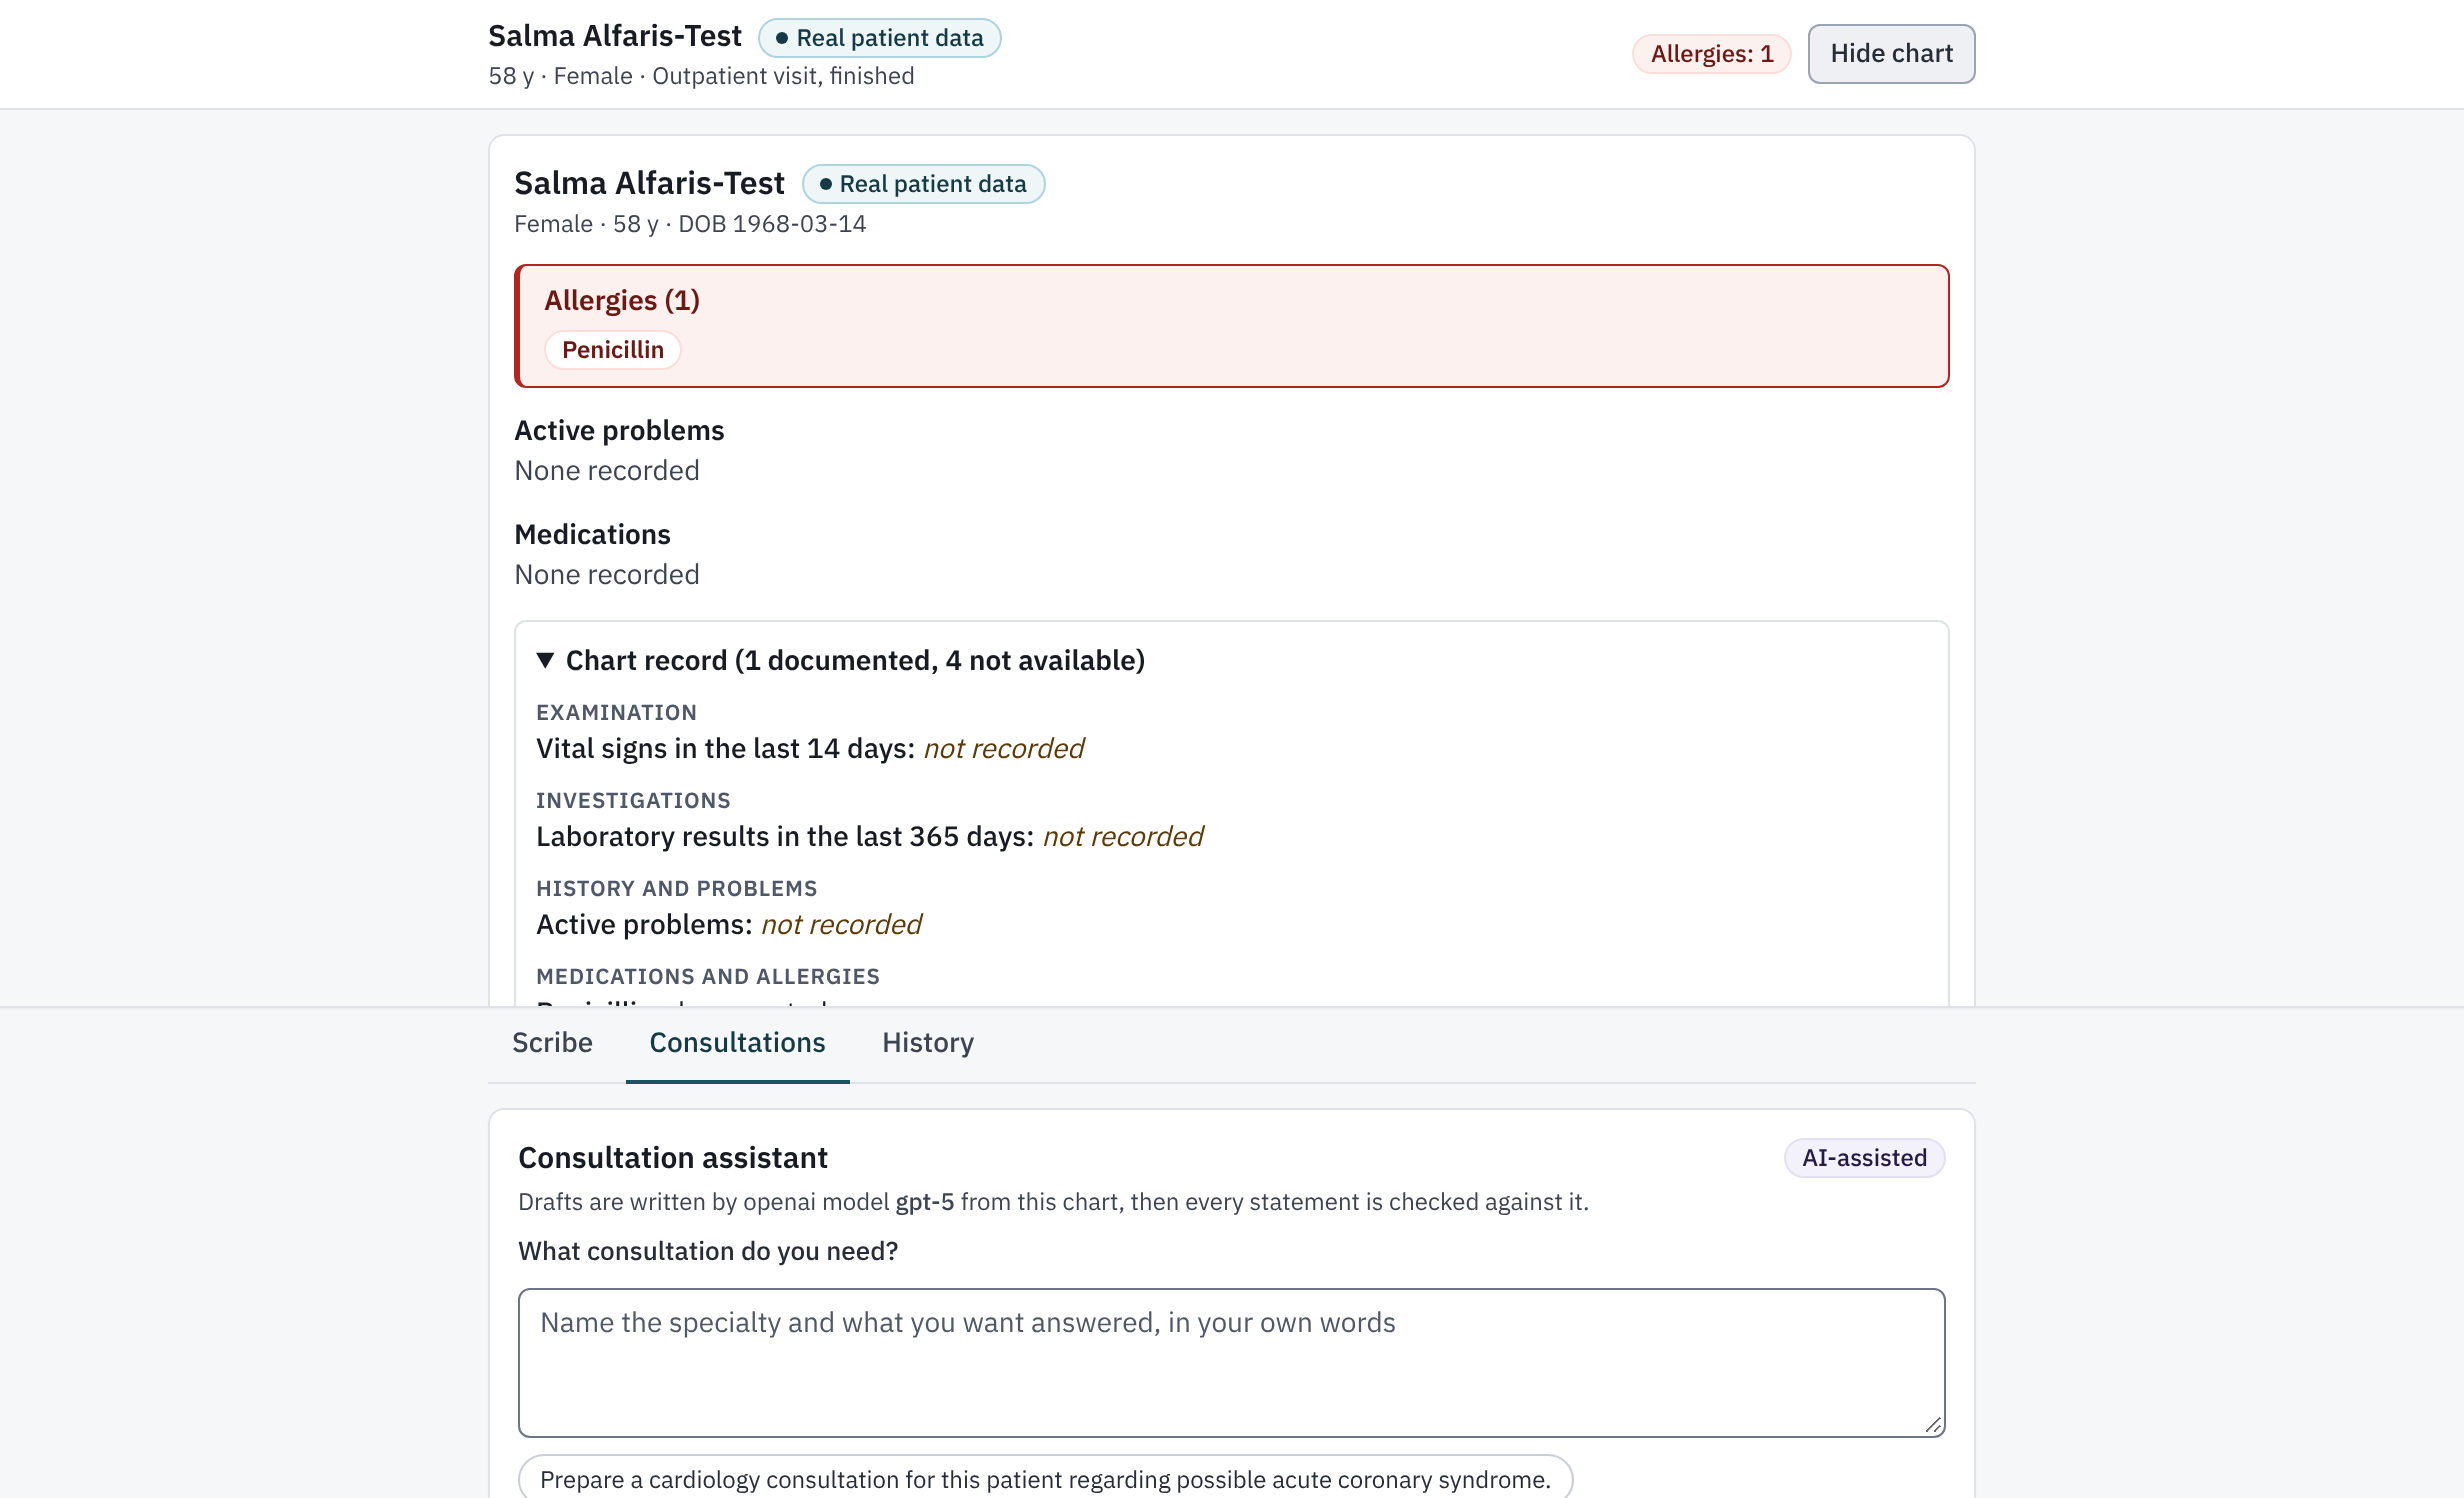 Salma Alfaris-Test
Real patient data
58 y · Female · Outpatient visit, finished
Allergies: 1
Hide chart
Salma Alfaris-Test
Real patient data
Female · 58 y · DOB 1968-03-14
Allergies (1)
Penicillin
Active problems
None recorded
Medications
None recorded
Chart record (1 documented, 4 not available)
EXAMINATION
Vital signs in the last 14 days: not recorded
INVESTIGATIONS
Laboratory results in the last 365 days: not recorded
HISTORY AND PROBLEMS
Active problems: not recorded
MEDICATIONS AND ALLERGIES
Scribe
Consultations
History
Consultation assistant
AI-assisted
Drafts are written by openai model gpt-5 from this chart, then every statement is checked against it.
What consultation do you need?
Name the specialty and what you want answered, in your own words
Prepare a cardiology consultation for this patient regarding possible acute coronary syndrome.